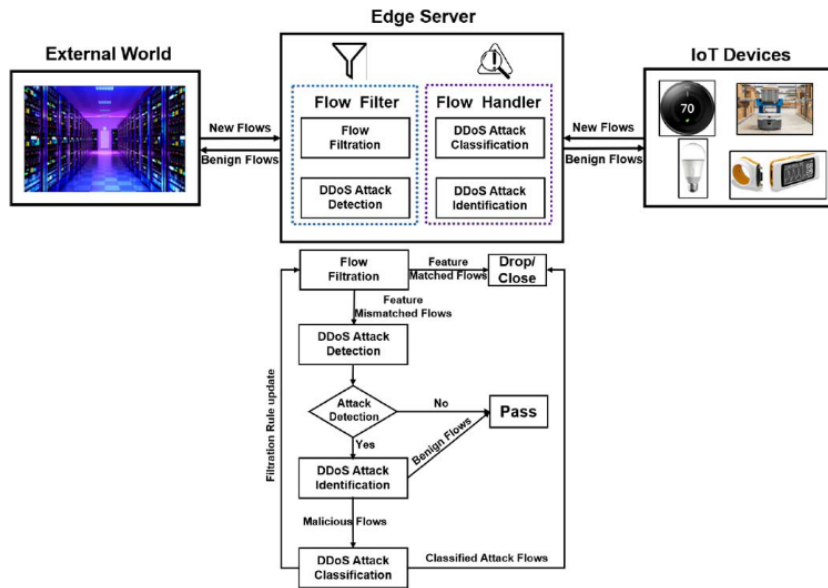 Edge Server
External World
IoT Devices
Flow Filter
Flow Handler
Flow
Filtration
DDoS Attack
Classification
DDoS Attack
Detection
DDoS Attack
Identification
New Flows
Benign Flows
New Flows
Benign Flows
70
Flow
Filtration
Feature
Matched Flows
Drop/
Close
Feature
Mismatched Flows
DDoS Attack
Detection
Attack
Detection
No
Pass
Yes
Benign Flows
DDoS Attack
Identification
Filtration Rule update
Malicious Flows
DDoS Attack
Classification
Classified Attack Flows